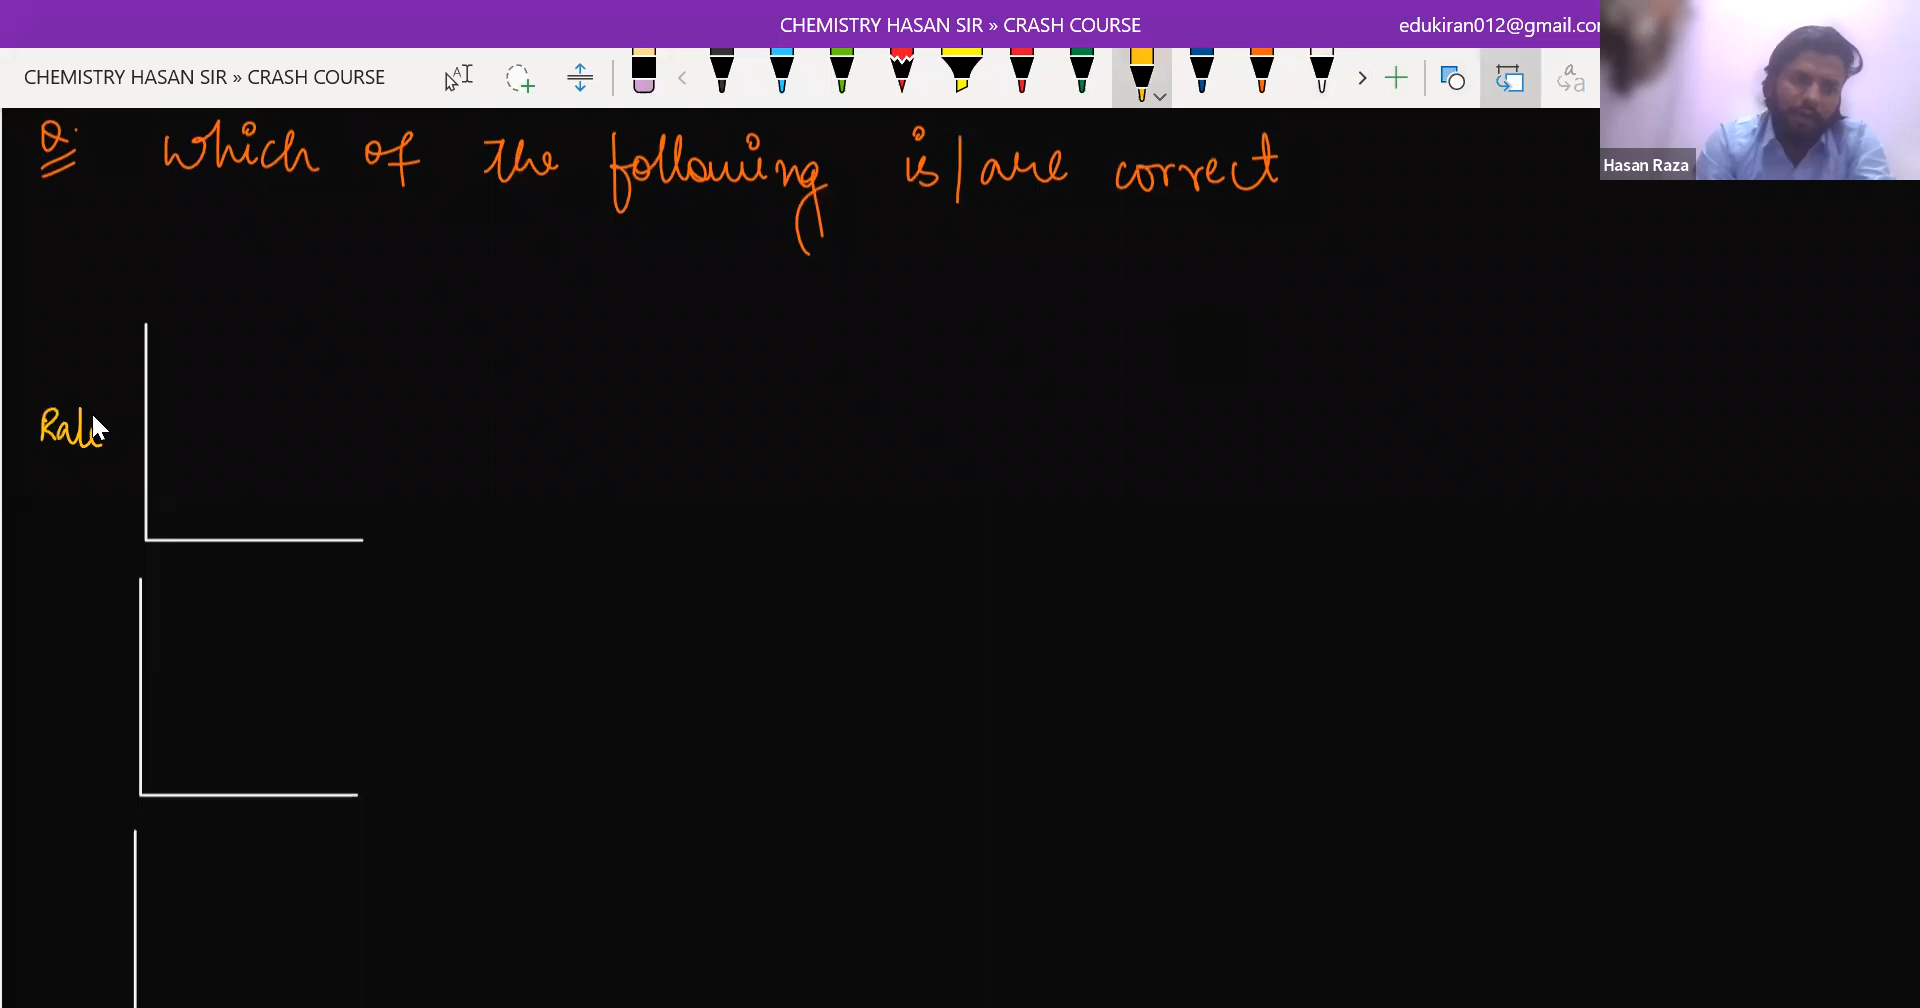 CHEMISTRY HASAN SIR » CRASH COURSE
edukiran012@gmail.co
CHEMISTRY HASAN SIR » CRASH COURSE
Hasan Raza
Q. Which of the following is/are correct
Rate